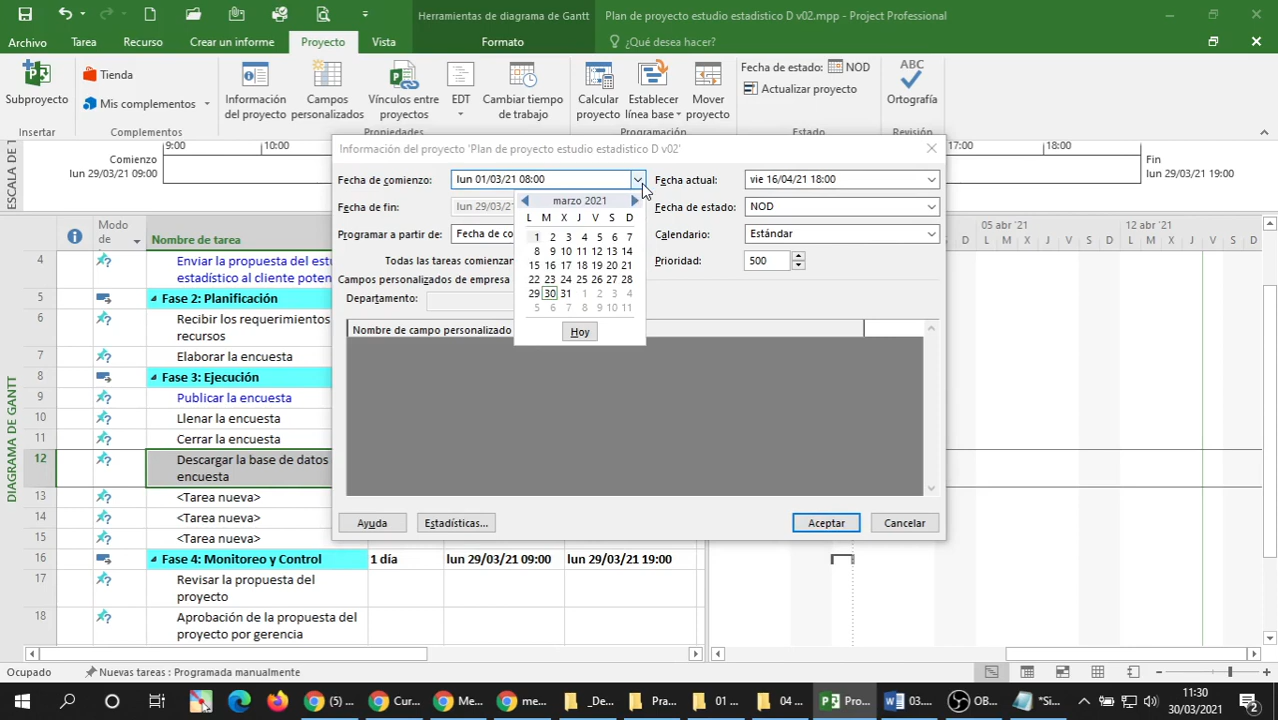 Herramientas de diagrama de Gantt
Plan de proyecto estudio estadistico D v02.mpp - Project Professional
Archivo
Tarea
Recurso
Crear un informe
Proyecto
Vista
Formato
¿Qué desea hacer?
Subproyecto
Tienda
Mis complementos
Información del proyecto
Campos personalizados
Vínculos entre proyectos
EDT
Cambiar tiempo de trabajo
Calcular proyecto
Establecer línea base
Mover proyecto
Fecha de estado: NOD
Actualizar proyecto
ABC
Ortografía
Insertar
Complementos
Propiedades
Programación
Estado
Revisión
ESCALA DE T
Comienzo
lun 29/03/21 09:00
9:00
10:00
17:00
18:00
Fin
lun 29/03/21 19:00
Información del proyecto 'Plan de proyecto estudio estadistico D v02'
Fecha de comienzo:
lun 01/03/21 08:00
Fecha actual:
vie 16/04/21 18:00
Fecha de fin:
lun 29/03/
Fecha de estado:
NOD
Programar a partir de:
Fecha de co
Calendario:
Estándar
Todas las tareas comienzan
Prioridad:
500
Campos personalizados de empresa
Departamento:
Nombre de campo personalizado
marzo 2021
L M X J V S D
1 2 3 4 5 6 7
8 9 10 11 12 13 14
15 16 17 18 19 20 21
22 23 24 25 26 27 28
29 30 31 1 2 3 4
5 6 7 8 9 10 11
Hoy
Ayuda
Estadísticas...
Aceptar
Cancelar
Modo de
Nombre de tarea
05 abr '21
12 abr '21
D L M X J V S D L M X J V S D
DIAGRAMA DE GANTT
4
Enviar la propuesta del estu
estadístico al cliente poten
5
Fase 2: Planificación
6
Recibir los requerimientos
recursos
7
Elaborar la encuesta
8
Fase 3: Ejecución
9
Publicar la encuesta
10
Llenar la encuesta
11
Cerrar la encuesta
12
Descargar la base de datos
encuesta
13
<Tarea nueva>
14
<Tarea nueva>
15
<Tarea nueva>
16
Fase 4: Monitoreo y Control
1 día
lun 29/03/21 09:00
lun 29/03/21 19:00
17
Revisar la propuesta del
proyecto
18
Aprobación de la propuesta del
proyecto por gerencia
Ocupado
Nuevas tareas : Programada manualmente
(5)
Cur...
Me...
me...
_De...
Pra...
01 ...
04 ...
Pro...
03....
OB...
*Si...
11:30
30/03/2021
2